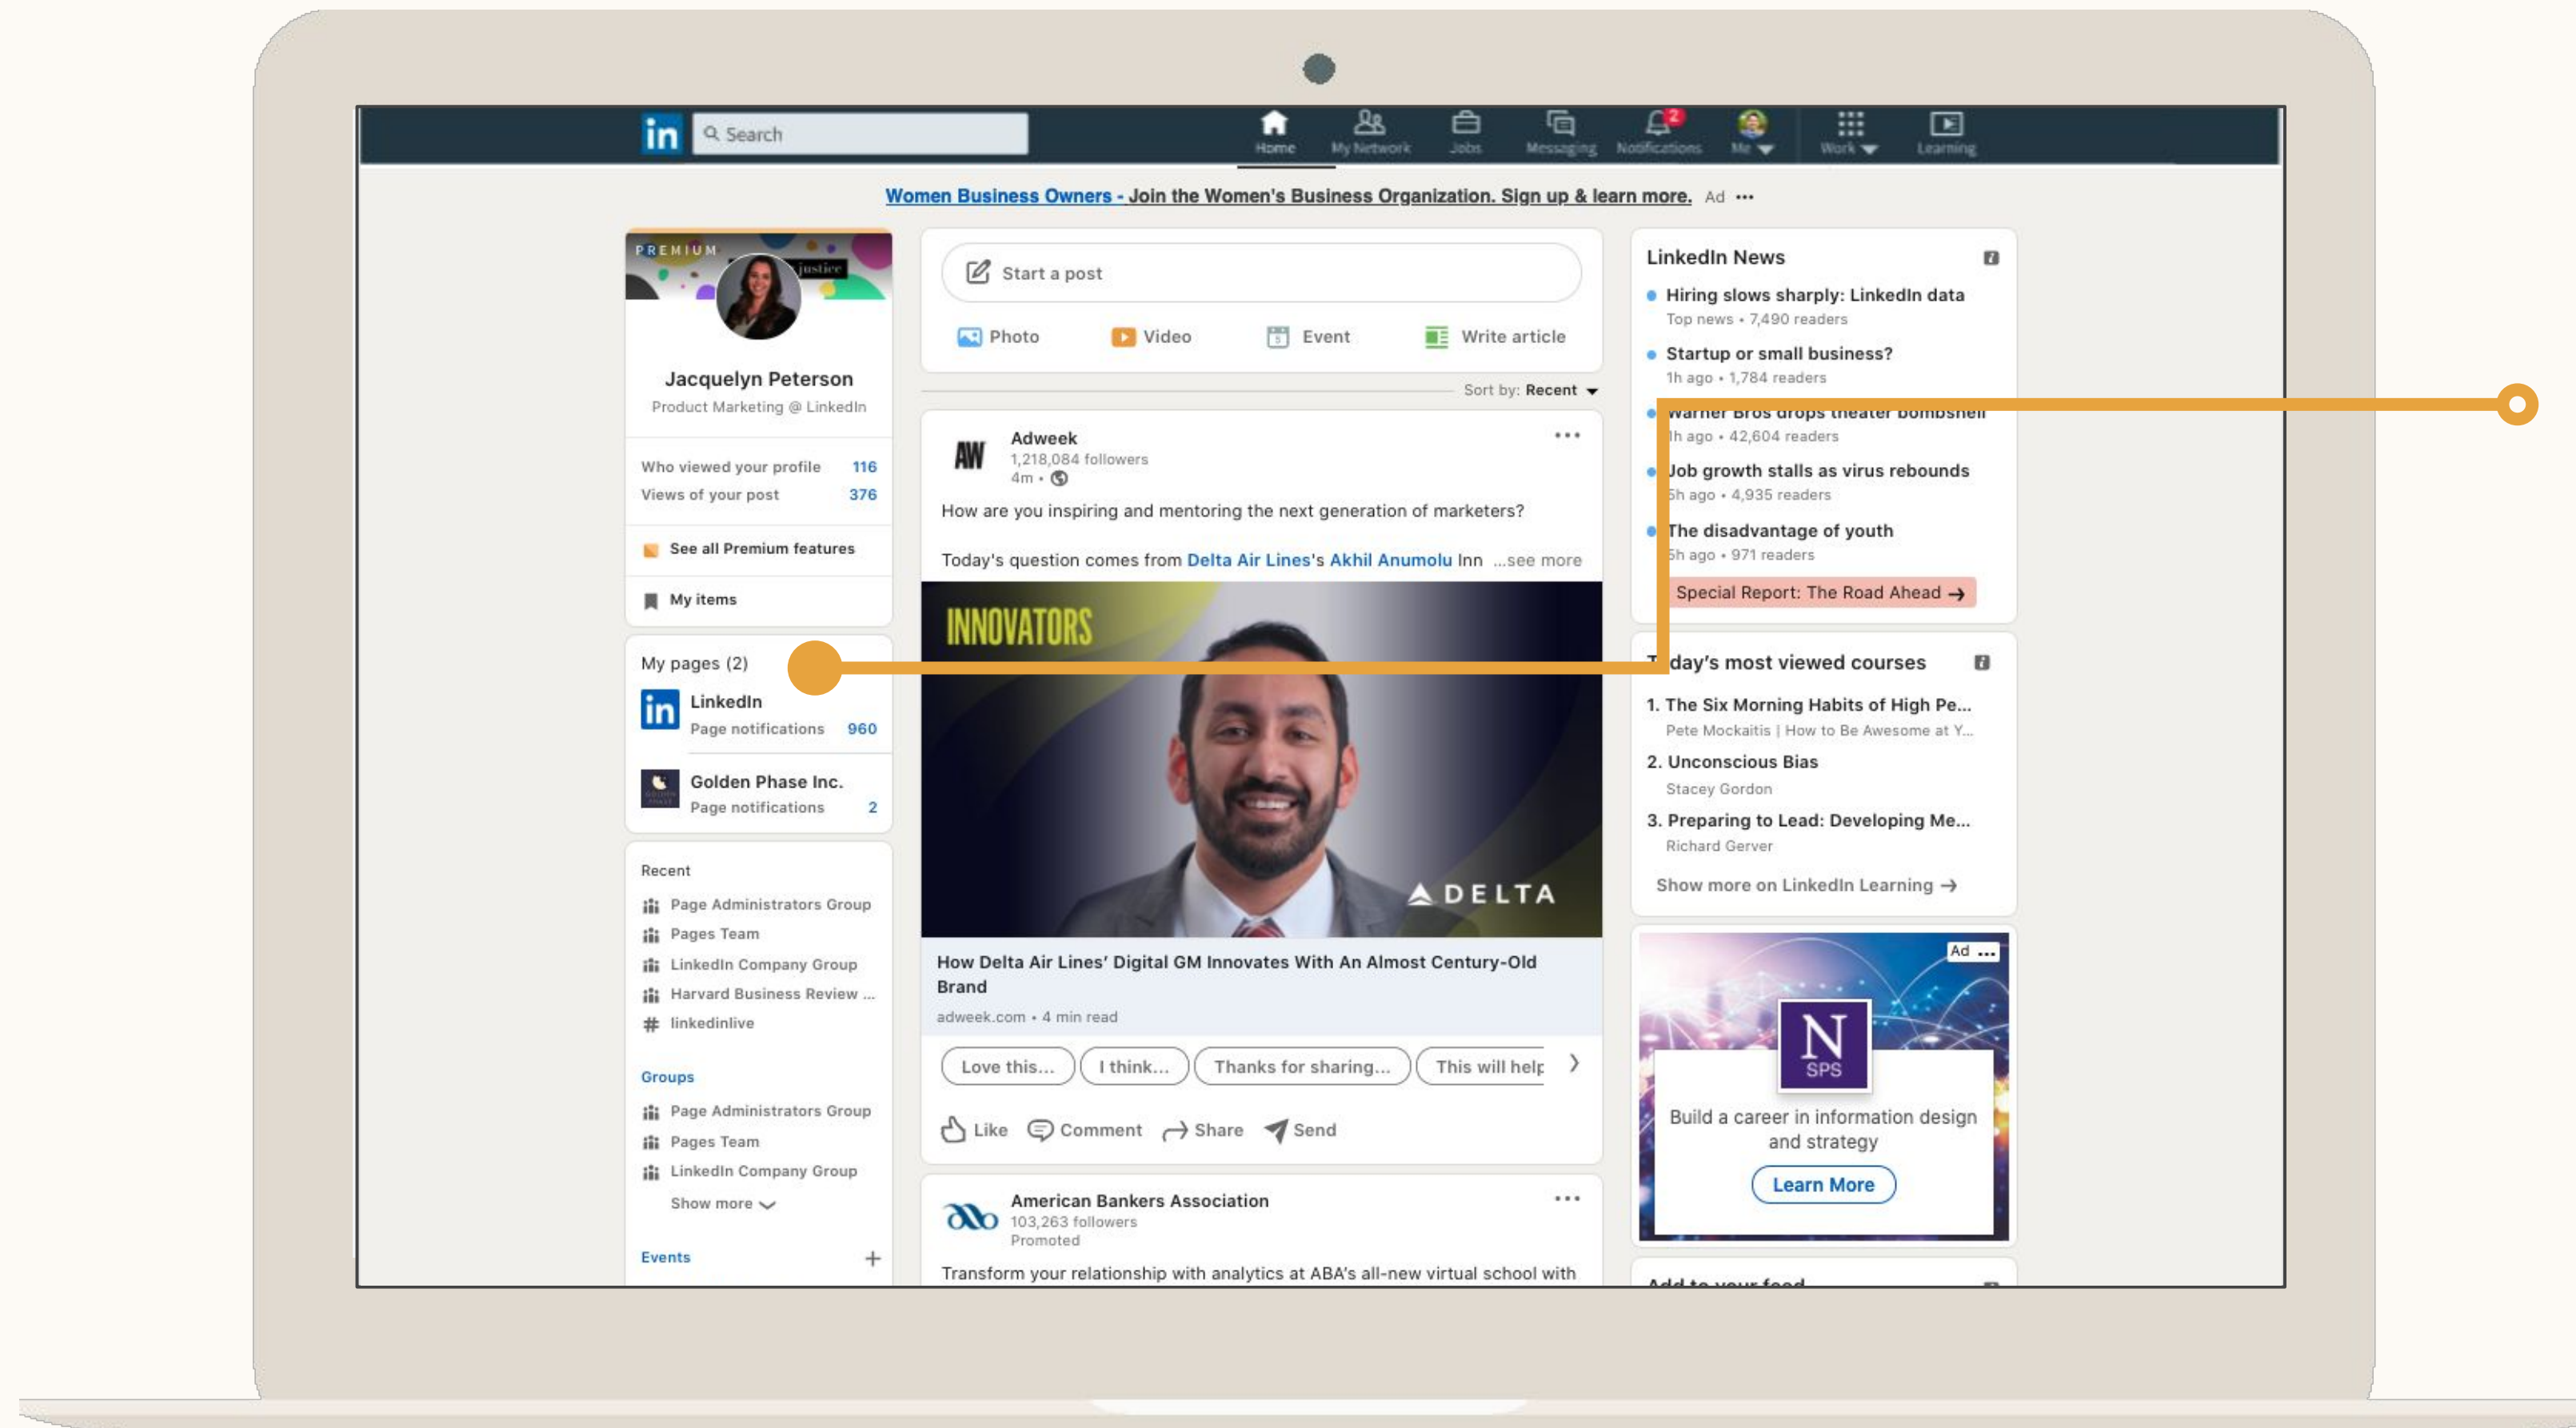 in
Search
Home
My Network
Jobs
Messaging
2
Notifications
Me
Work
Learning
Women Business Owners - Join the Women's Business Organization. Sign up & learn more. Ad
PREMIUM
justice
Jacquelyn Peterson
Product Marketing @ LinkedIn
Who viewed your profile 116
Views of your post 376
See all Premium features
My items
My pages (2)
in
LinkedIn
Page notifications 960
Golden Phase Inc.
Page notifications 2
Recent
Page Administrators Group
Pages Team
LinkedIn Company Group
Harvard Business Review ...
# linkedinlive
Groups
Page Administrators Group
Pages Team
LinkedIn Company Group
Show more
Events +
Start a post
Photo
Video
Event
Write article
Sort by: Recent
AW
Adweek
1,218,084 followers
4m •
How are you inspiring and mentoring the next generation of marketers?
Today's question comes from Delta Air Lines's Akhil Anumolu Inn ...see more
INNOVATORS
DELTA
How Delta Air Lines' Digital GM Innovates With An Almost Century-Old
Brand
adweek.com • 4 min read
Love this...
I think...
Thanks for sharing...
This will help
Like
Comment
Share
Send
American Bankers Association
103,263 followers
Promoted
Transform your relationship with analytics at ABA's all-new virtual school with
LinkedIn News
Hiring slows sharply: LinkedIn data
Top news • 7,490 readers
Startup or small business?
1h ago • 1,784 readers
Warner Bros drops theater bombshell
1h ago • 42,604 readers
Job growth stalls as virus rebounds
5h ago • 4,935 readers
The disadvantage of youth
5h ago • 971 readers
Special Report: The Road Ahead →
Today's most viewed courses
1. The Six Morning Habits of High Pe...
Pete Mockaitis | How to Be Awesome at Y...
2. Unconscious Bias
Stacey Gordon
3. Preparing to Lead: Developing Me...
Richard Gerver
Show more on LinkedIn Learning →
Ad ...
N
SPS
Build a career in information design
and strategy
Learn More
Add to your feed